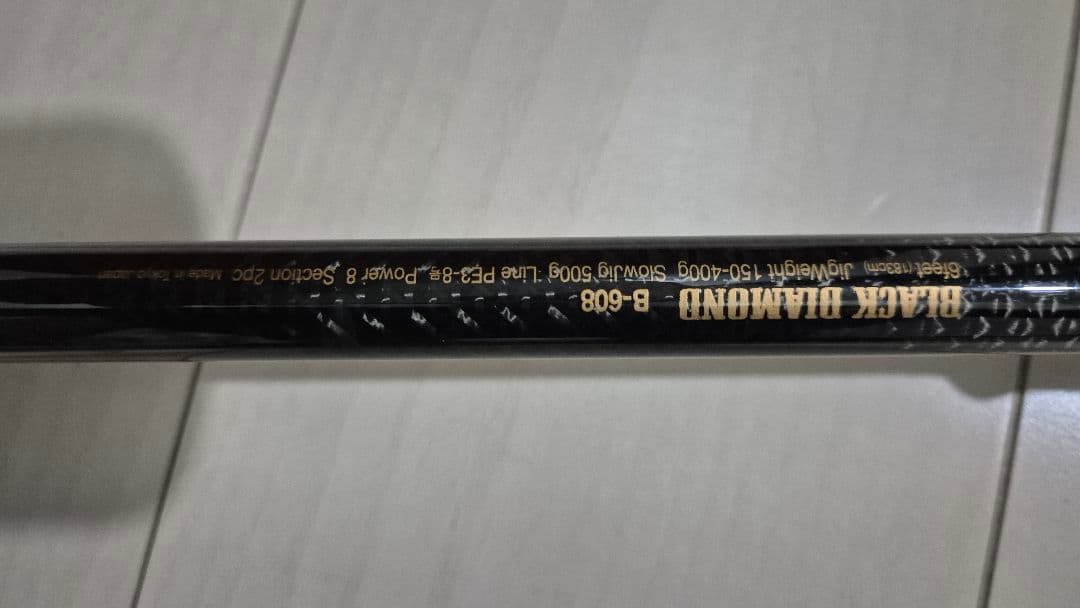 BLACK DIAMOND B-608
6feet (183cm) JigWeight 150-400g SlowJig 500g Line PE3-8号 Power 8 Section 2pc Made in Tokyo Japan